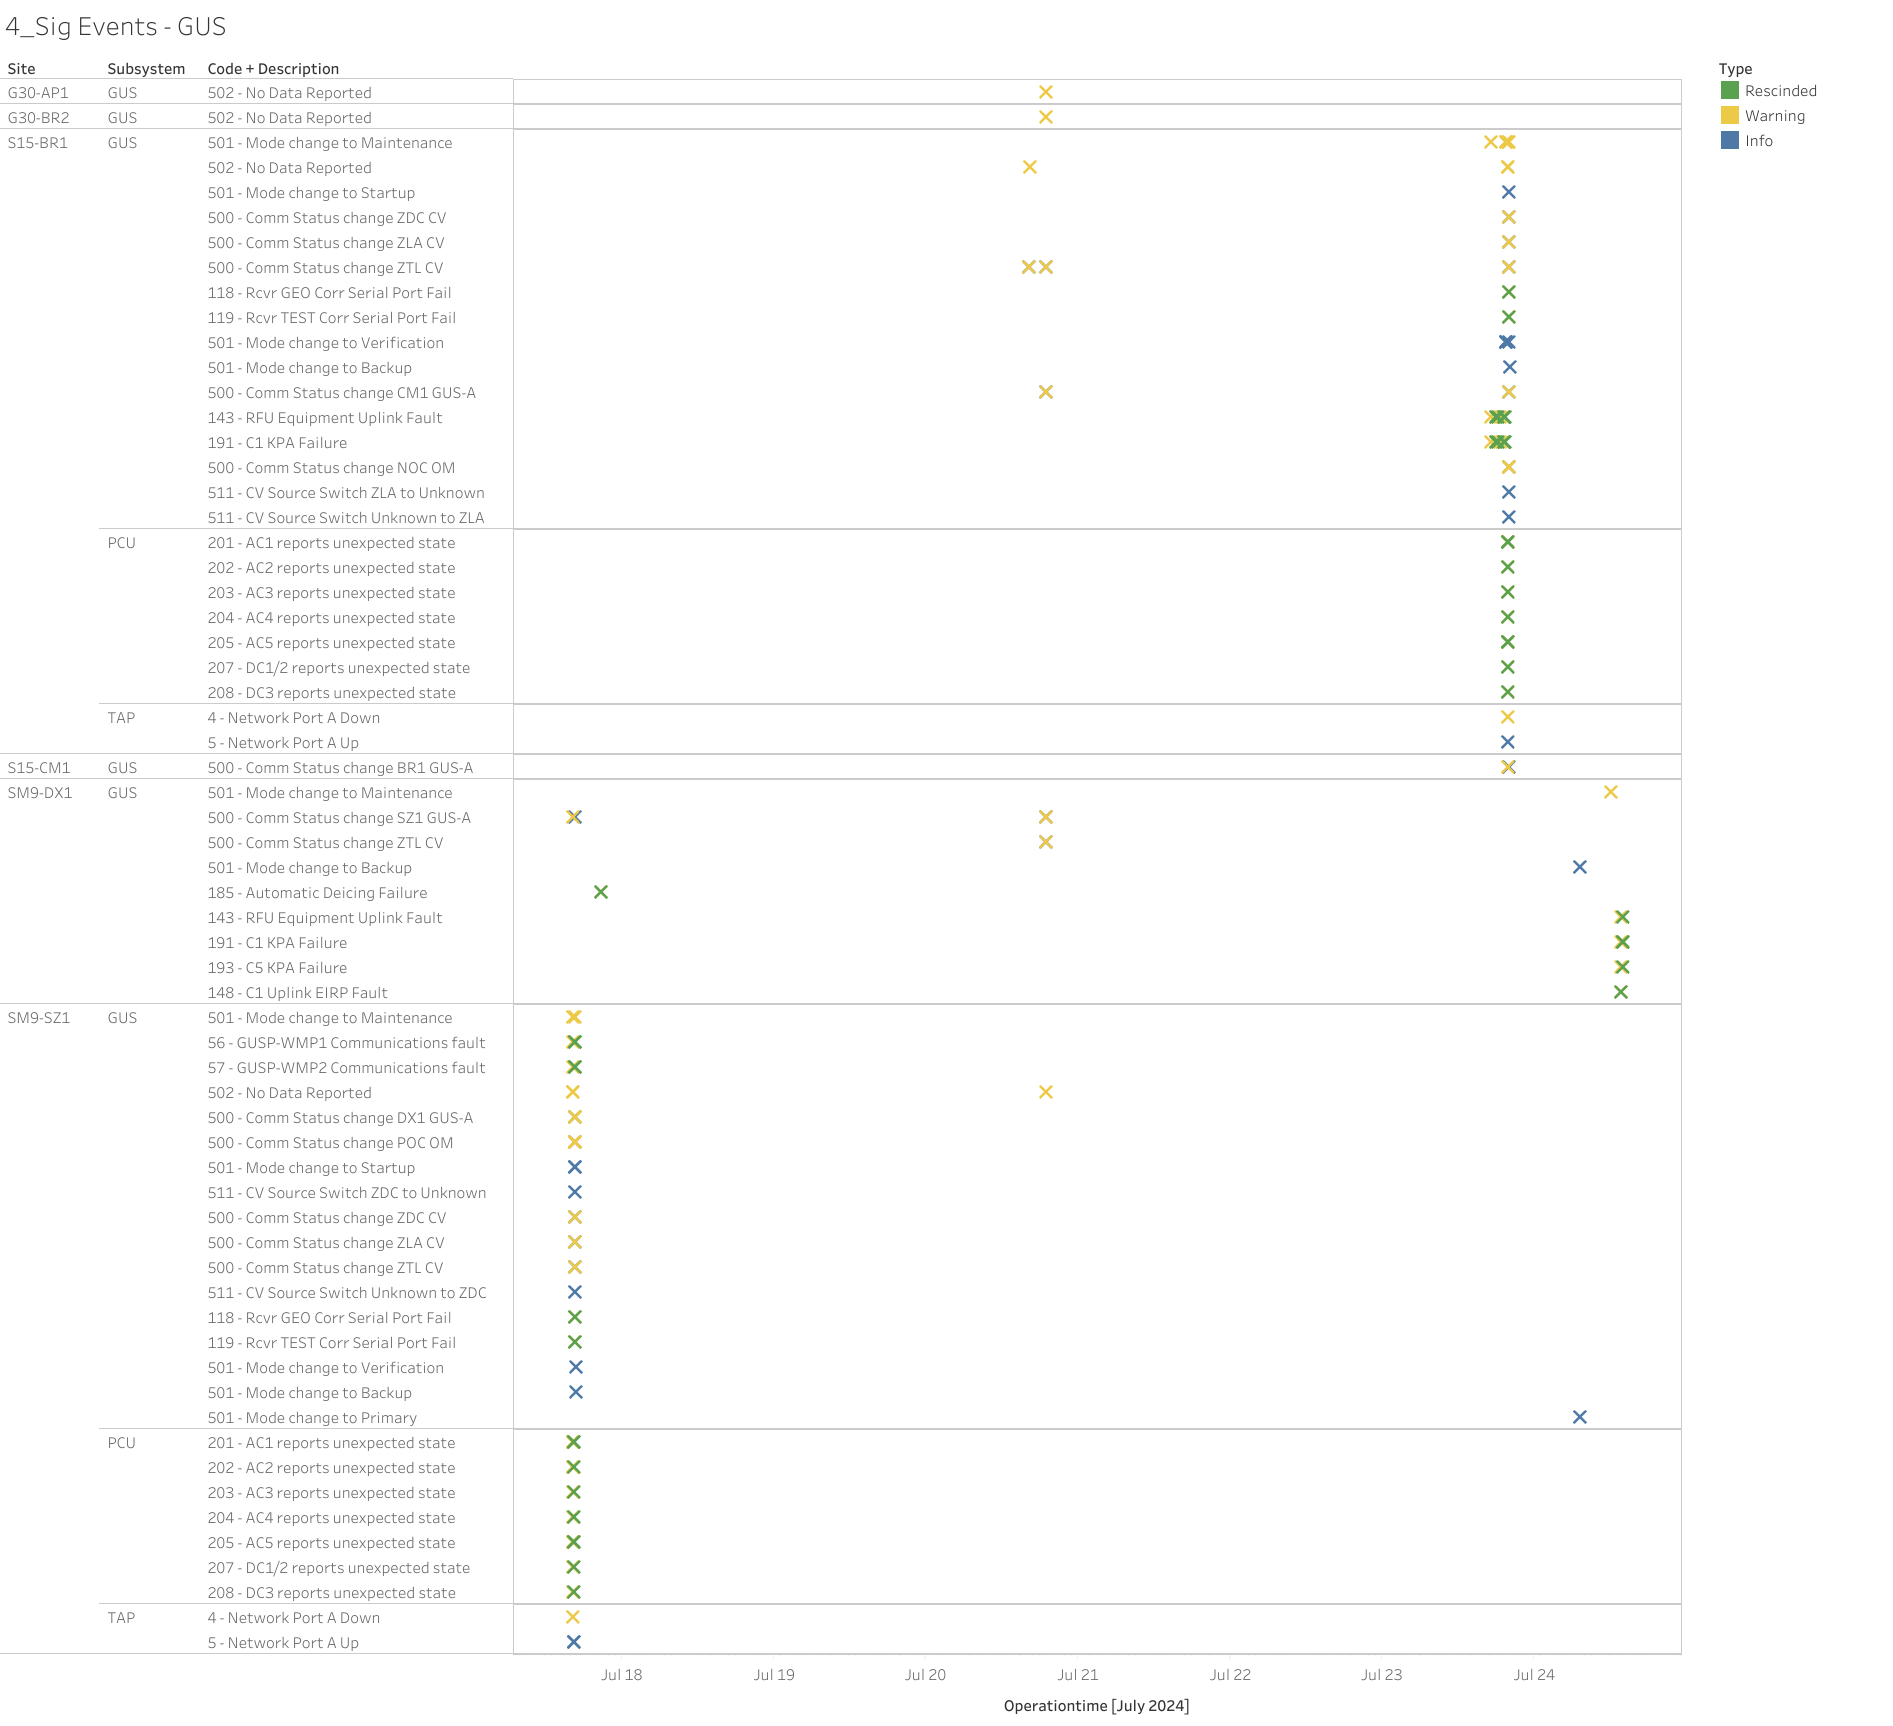 4_Sig Events - GUS
Site Subsystem Code + Description
Type
G30-AP1 GUS 502 - No Data Reported
Rescinded
G30-BR2 GUS 502 - No Data Reported
Warning
S15-BR1 GUS 501 - Mode change to Maintenance
Info
502 - No Data Reported
501 - Mode change to Startup
500 - Comm Status change ZDC CV
500 - Comm Status change ZLA CV
500 - Comm Status change ZTL CV
118 - Rcvr GEO Corr Serial Port Fail
119 - Rcvr TEST Corr Serial Port Fail
501 - Mode change to Verification
501 - Mode change to Backup
500 - Comm Status change CM1 GUS-A
143 - RFU Equipment Uplink Fault
191 - C1 KPA Failure
500 - Comm Status change NOC OM
511 - CV Source Switch ZLA to Unknown
511 - CV Source Switch Unknown to ZLA
PCU 201 - AC1 reports unexpected state
202 - AC2 reports unexpected state
203 - AC3 reports unexpected state
204 - AC4 reports unexpected state
205 - AC5 reports unexpected state
207 - DC1/2 reports unexpected state
208 - DC3 reports unexpected state
TAP 4 - Network Port A Down
5 - Network Port A Up
S15-CM1 GUS 500 - Comm Status change BR1 GUS-A
SM9-DX1 GUS 501 - Mode change to Maintenance
500 - Comm Status change SZ1 GUS-A
500 - Comm Status change ZTL CV
501 - Mode change to Backup
185 - Automatic Deicing Failure
143 - RFU Equipment Uplink Fault
191 - C1 KPA Failure
193 - C5 KPA Failure
148 - C1 Uplink EIRP Fault
SM9-SZ1 GUS 501 - Mode change to Maintenance
56 - GUSP-WMP1 Communications fault
57 - GUSP-WMP2 Communications fault
502 - No Data Reported
500 - Comm Status change DX1 GUS-A
500 - Comm Status change POC OM
501 - Mode change to Startup
511 - CV Source Switch ZDC to Unknown
500 - Comm Status change ZDC CV
500 - Comm Status change ZLA CV
500 - Comm Status change ZTL CV
511 - CV Source Switch Unknown to ZDC
118 - Rcvr GEO Corr Serial Port Fail
119 - Rcvr TEST Corr Serial Port Fail
501 - Mode change to Verification
501 - Mode change to Backup
501 - Mode change to Primary
PCU 201 - AC1 reports unexpected state
202 - AC2 reports unexpected state
203 - AC3 reports unexpected state
204 - AC4 reports unexpected state
205 - AC5 reports unexpected state
207 - DC1/2 reports unexpected state
208 - DC3 reports unexpected state
TAP 4 - Network Port A Down
5 - Network Port A Up
Jul 18 Jul 19 Jul 20 Jul 21 Jul 22 Jul 23 Jul 24
Operationtime [July 2024]